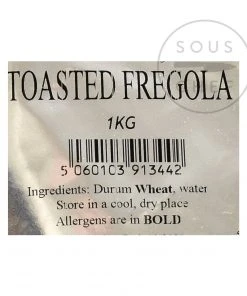 SOUS
TOASTED FREGOLA
1KG
5 060103 913442
Ingredients: Durum Wheat, water
Store in a cool, dry place
Allergens are in BOLD